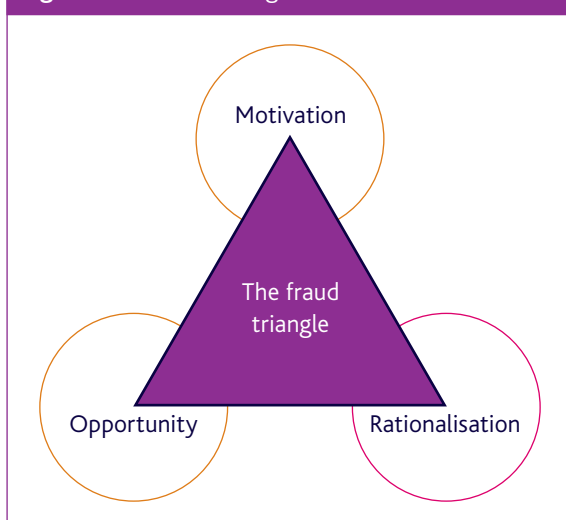 Motivation
The fraud
triangle
Opportunity
Rationalisation